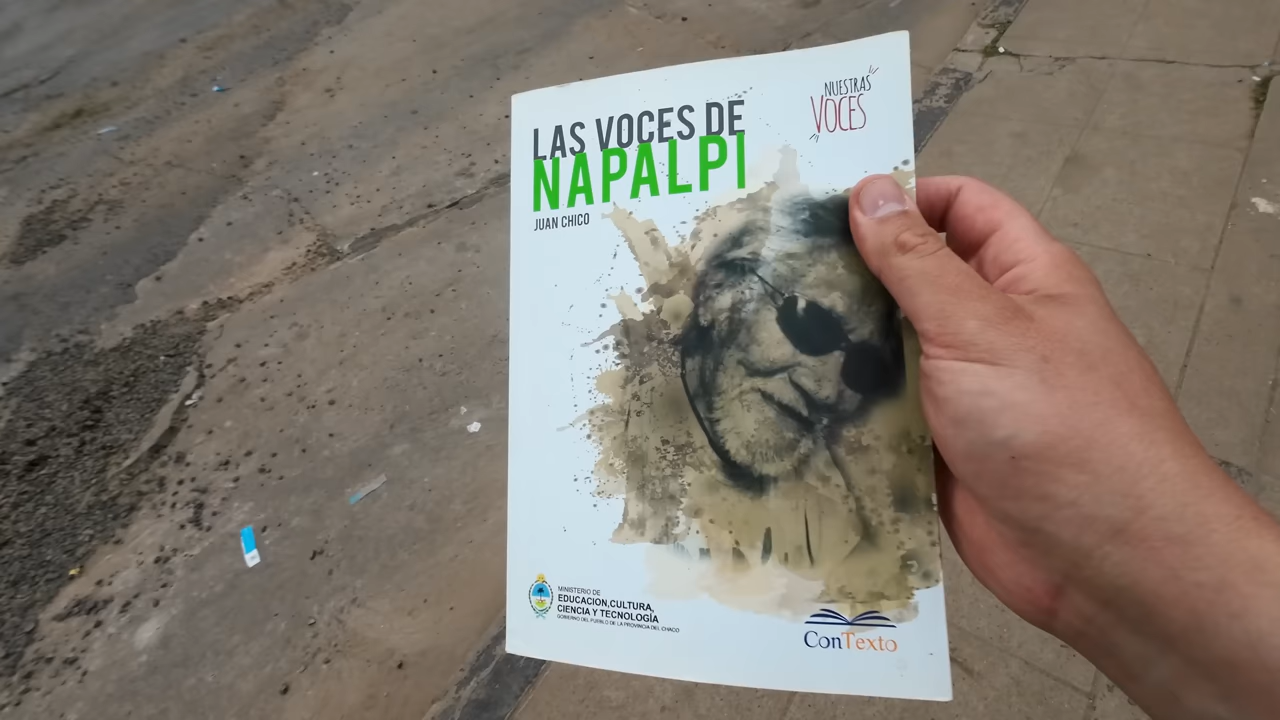 LAS VOCES DE
NAPALPI
JUAN CHICO
NUESTRAS
VOCES
MINISTERIO DE
EDUCACION,CULTURA,
CIENCIA Y TECNOLOGÍA
GOBIERNO DEL PUEBLO DE LA PROVINCIA DEL CHACO
ConTexto